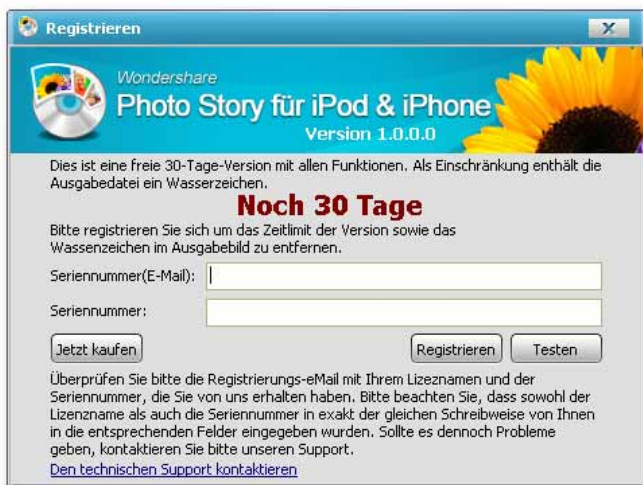 Registrieren
Wondershare
Photo Story für iPod & iPhone
Version 1.0.0.0
Dies ist eine freie 30-Tage-Version mit allen Funktionen. Als Einschränkung enthält die
Ausgabedatei ein Wasserzeichen.
Noch 30 Tage
Bitte registrieren Sie sich um das Zeitlimit der Version sowie das
Wassenzeichen im Ausgabebild zu entfernen.
Seriennummer(E-Mail):
Seriennummer:
Jetzt kaufen Registrieren Testen
Überprüfen Sie bitte die Registrierungs-eMail mit Ihrem Lizeznamen und der
Seriennummer, die Sie von uns erhalten haben. Bitte beachten Sie, dass sowohl der
Lizenzname als auch die Seriennummer in exakt der gleichen Schreibweise von Ihnen
in die entsprechenden Felder eingegeben wurden. Sollte es dennoch Probleme
geben, kontaktieren Sie bitte unseren Support.
Den technischen Support kontaktieren